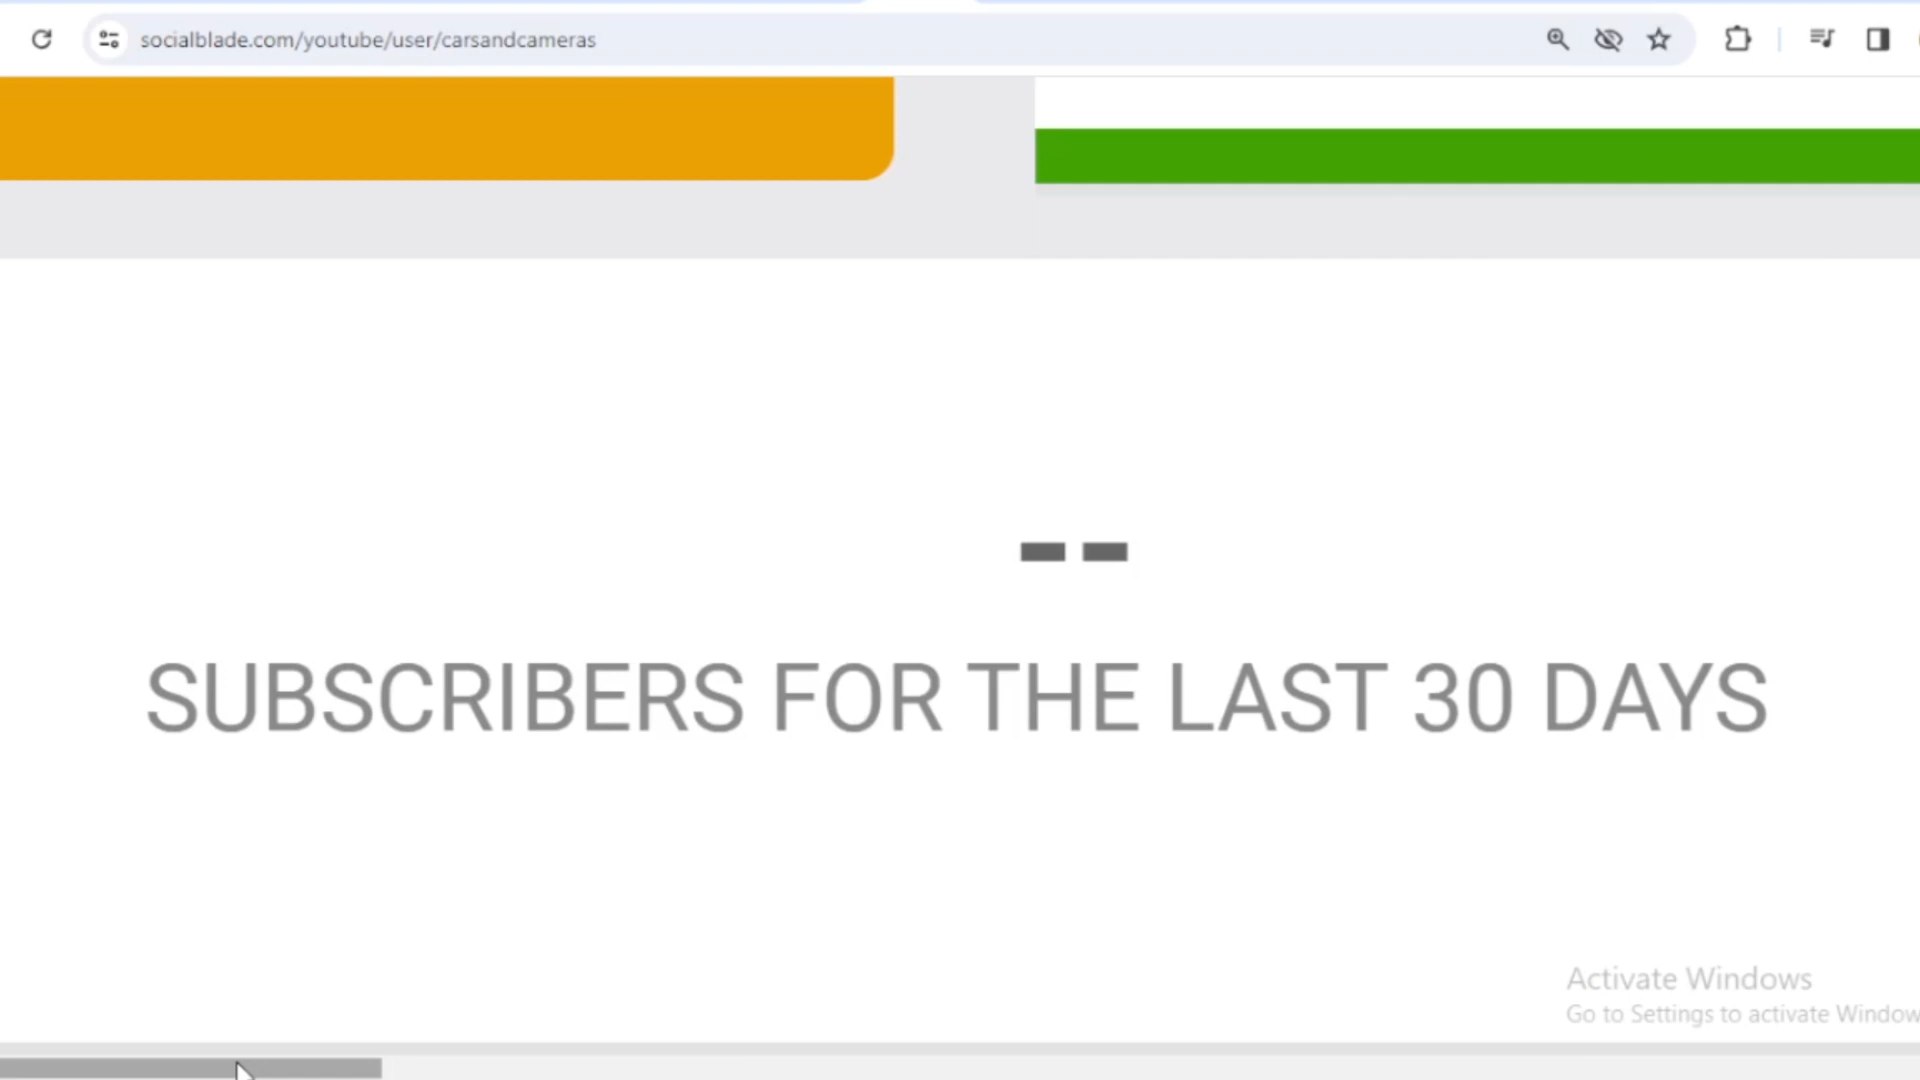 socialblade.com/youtube/user/carsandcameras
--
SUBSCRIBERS FOR THE LAST 30 DAYS
Activate Windows
Go to Settings to activate Window